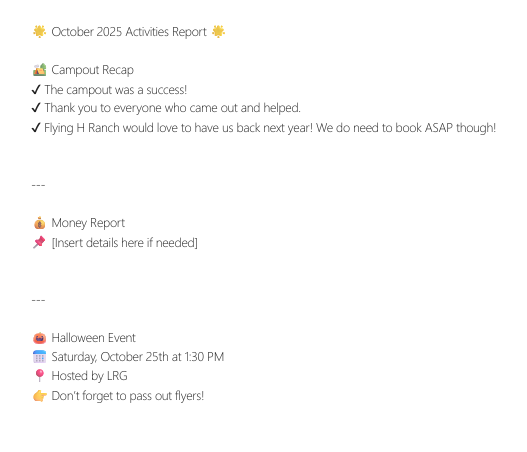 🌟 October 2025 Activities Report 🌟
🏕️ Campout Recap
✔ The campout was a success!
✔ Thank you to everyone who came out and helped.
✔ Flying H Ranch would love to have us back next year! We do need to book ASAP though!
---
💰 Money Report
📌 [Insert details here if needed]
---
🎃 Halloween Event
📅 Saturday, October 25th at 1:30 PM
📍 Hosted by LRG
👉 Don't forget to pass out flyers!